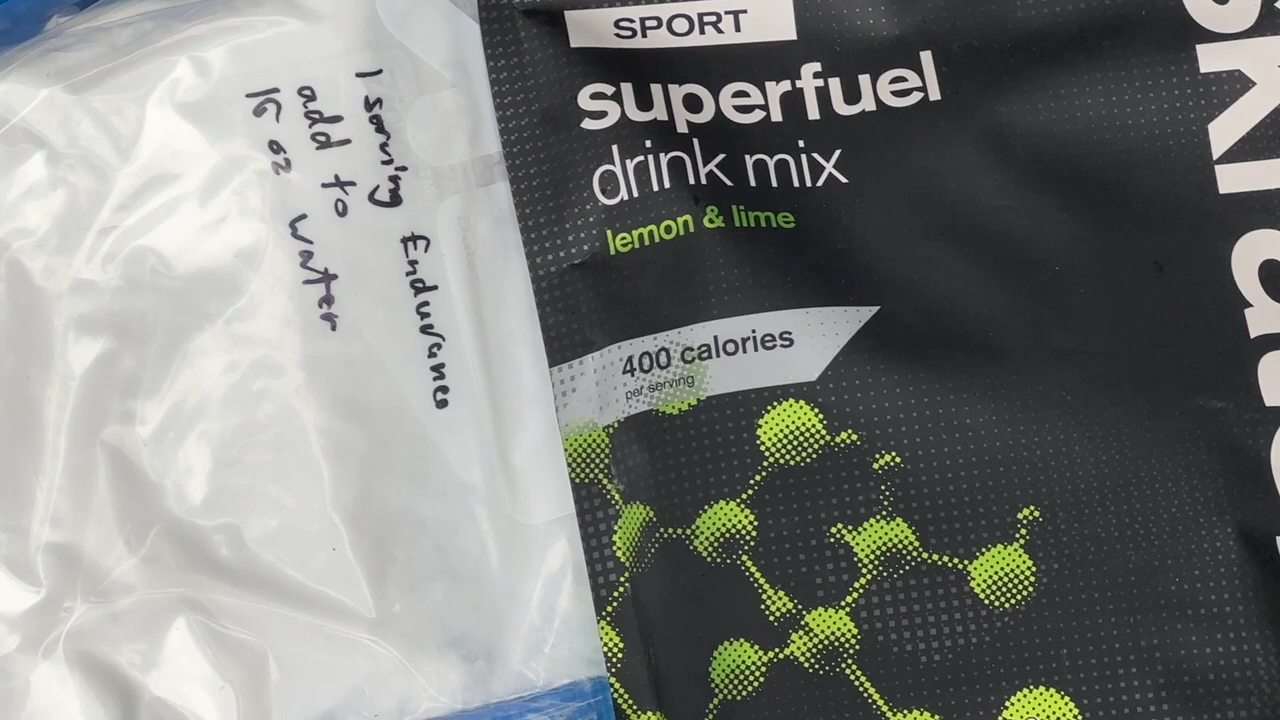 1 serving Endurance
add to
16 oz water
SPORT
superfuel
drink mix
lemon & lime
400 calories
per serving